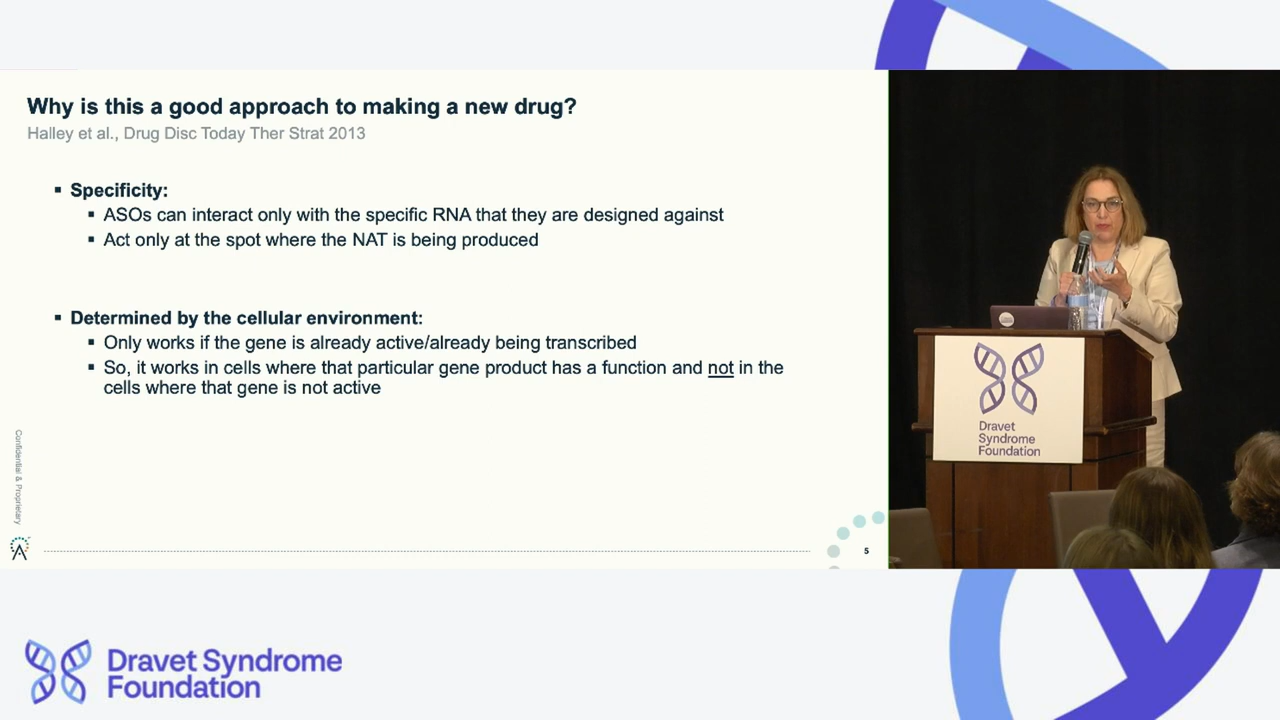 Why is this a good approach to making a new drug?
Halley et al., Drug Disc Today Ther Strat 2013
▪ Specificity:
▪ ASOs can interact only with the specific RNA that they are designed against
▪ Act only at the spot where the NAT is being produced
▪ Determined by the cellular environment:
▪ Only works if the gene is already active/already being transcribed
▪ So, it works in cells where that particular gene product has a function and not in the
cells where that gene is not active
Confidential & Proprietary
5
Dravet
Syndrome
Foundation
Dravet Syndrome
Foundation